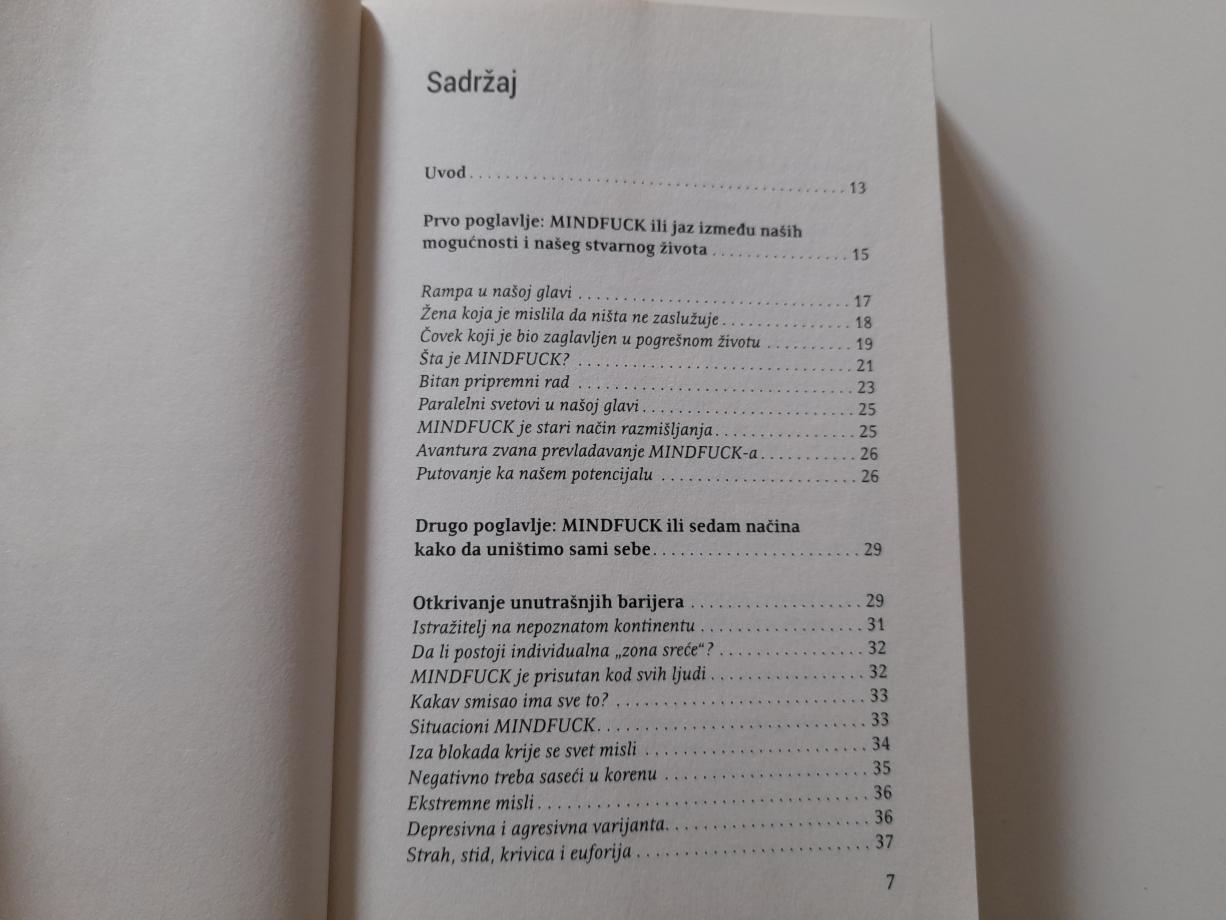 Sadržaj
Uvod . . . . . . . . . . . . . . . . . . . . . . . . . . . . . . . . . . . . . . . . . . 13
Prvo poglavlje: MINDFUCK ili jaz između naših
mogućnosti i našeg stvarnog života . . . . . . . . . . . . . . . . 15
Rampa u našoj glavi . . . . . . . . . . . . . . . . . . . . . . . . . . . . . . 17
Žena koja je mislila da ništa ne zaslužuje . . . . . . . . . . . . . . 18
Čovek koji je bio zaglavljen u pogrešnom životu . . . . . . . . . . 19
Šta je MINDFUCK? . . . . . . . . . . . . . . . . . . . . . . . . . . . . . . 21
Bitan pripremni rad . . . . . . . . . . . . . . . . . . . . . . . . . . . . . . 23
Paralelni svetovi u našoj glavi . . . . . . . . . . . . . . . . . . . . . . . 25
MINDFUCK je stari način razmišljanja . . . . . . . . . . . . . . . 25
Avantura zvana prevladavanje MINDFUCK-a . . . . . . . . . . . 26
Putovanje ka našem potencijalu . . . . . . . . . . . . . . . . . . . . . 26
Drugo poglavlje: MINDFUCK ili sedam načina
kako da uništimo sami sebe . . . . . . . . . . . . . . . . . . . . . . . 29
Otkrivanje unutrašnjih barijera . . . . . . . . . . . . . . . . . . . 29
Istražitelj na nepoznatom kontinentu . . . . . . . . . . . . . . . . . 31
Da li postoji individualna „zona sreće“? . . . . . . . . . . . . . . . 32
MINDFUCK je prisutan kod svih ljudi . . . . . . . . . . . . . . . . 32
Kakav smisao ima sve to? . . . . . . . . . . . . . . . . . . . . . . . . . 33
Situacioni MINDFUCK . . . . . . . . . . . . . . . . . . . . . . . . . . . 33
Iza blokada krije se svet misli . . . . . . . . . . . . . . . . . . . . . . . 34
Negativno treba saseći u korenu . . . . . . . . . . . . . . . . . . . . . 35
Ekstremne misli . . . . . . . . . . . . . . . . . . . . . . . . . . . . . . . . . 36
Depresivna i agresivna varijanta . . . . . . . . . . . . . . . . . . . . . 36
Strah, stid, krivica i euforija . . . . . . . . . . . . . . . . . . . . . . . . 37
7